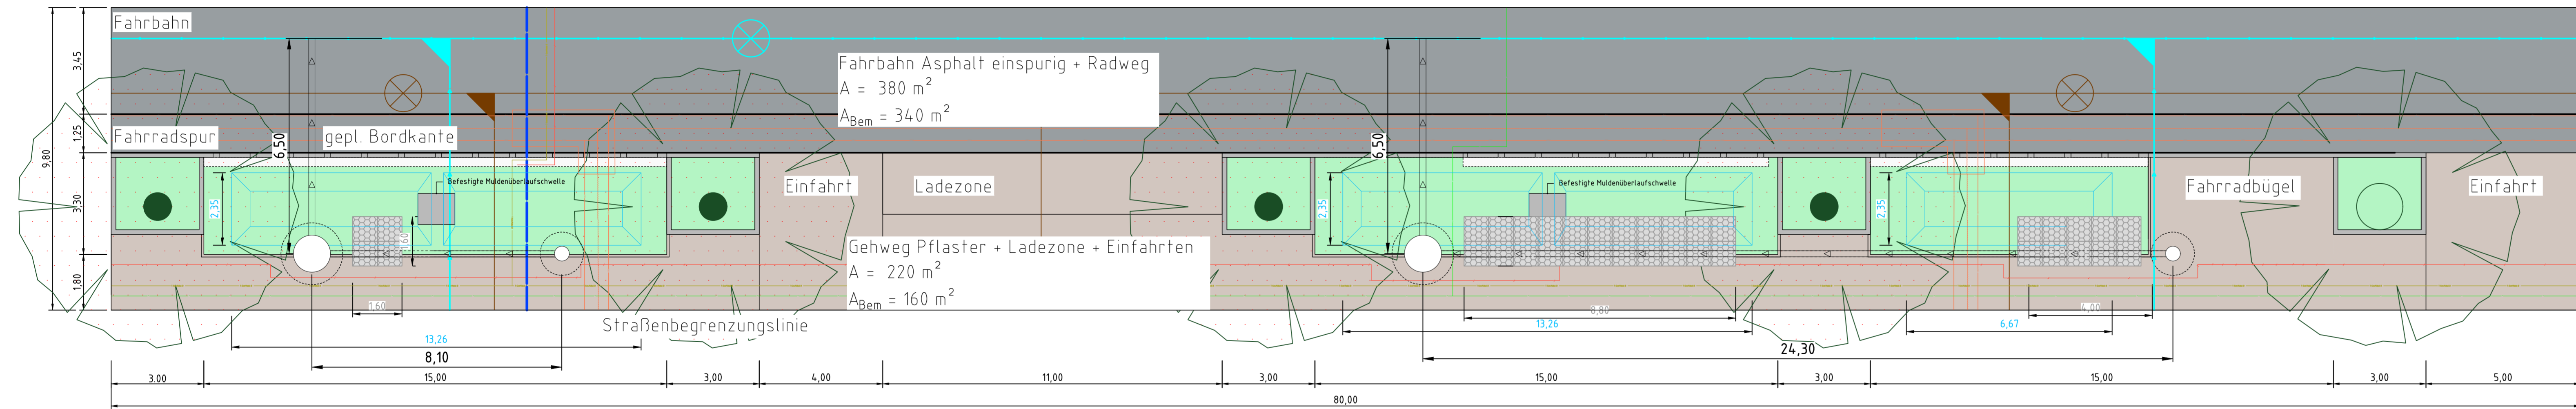 Fahrbahn
3,45
Fahrbahn Asphalt einspurig + Radweg
A = 380 m²
A_Bem = 340 m²
1,25
Fahrradspur
gepl. Bordkante
6,50
6,50
9,80
3,30
2,35
Befestigte Muldenüberlaufschwelle
Einfahrt
Ladezone
2,35
Befestigte Muldenüberlaufschwelle
2,35
Fahrradbügel
Einfahrt
1,60
Gehweg Pflaster + Ladezone + Einfahrten
A = 220 m²
A_Bem = 160 m²
1,80
1,60
8,80
4,00
Straßenbegrenzungslinie
13,26
13,26
6,67
8,10
24,30
3.00
15,00
3,00
4,00
11,00
3,00
15,00
3,00
15,00
3,00
5,00
80,00